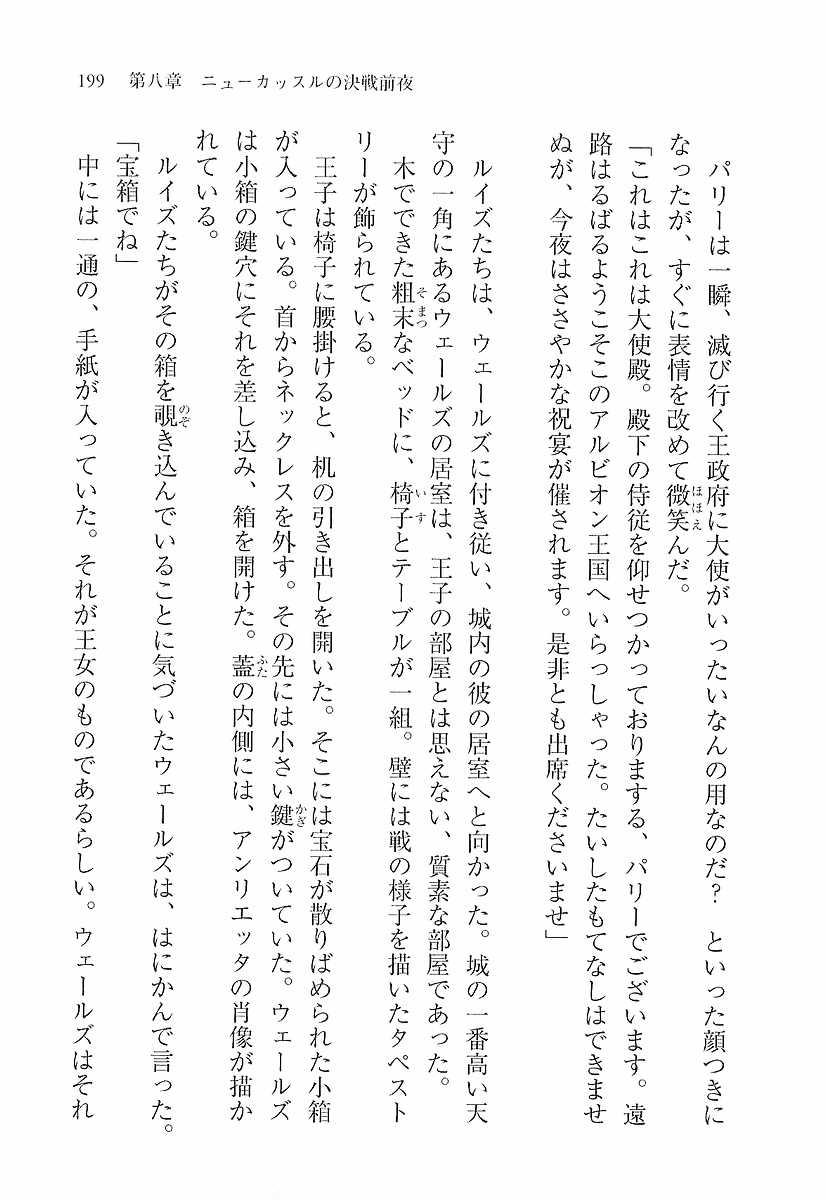 199 第八章 ニューカッスルの決戦前夜
パリーは一瞬、滅び行く王政府に大使がいったいなんの用なのだ? といった顔つきに
なったが、すぐに表情を改めて微笑んだ。
「これはこれは大使殿。殿下の侍従を仰せつかっておりまする、パリーでございます。遠
路はるばるようこそこのアルビオン王国へいらっしゃった。たいしたもてなしはできませ
ぬが、今夜はささやかな祝宴が催されます。是非とも出席くださいませ」
ルイズたちは、ウェールズに付き従い、城内の彼の居室へと向かった。城の一番高い天
守の一角にあるウェールズの居室は、王子の部屋とは思えない、質素な部屋であった。
木でできた粗末なベッドに、椅子とテーブルが一組。壁には戦の様子を描いたタペスト
リーが飾られている。
王子は椅子に腰掛けると、机の引き出しを開いた。そこには宝石が散りばめられた小箱
が入っている。首からネックレスを外す。その先には小さい鍵がついていた。ウェールズ
は小箱の鍵穴にそれを差し込み、箱を開けた。蓋の内側には、アンリエッタの肖像が描か
れている。
ルイズたちがその箱を覗き込んでいることに気づいたウェールズは、はにかんで言った。
「宝箱でね」
中には一通の、手紙が入っていた。それが王女のものであるらしい。ウェールズはそれ